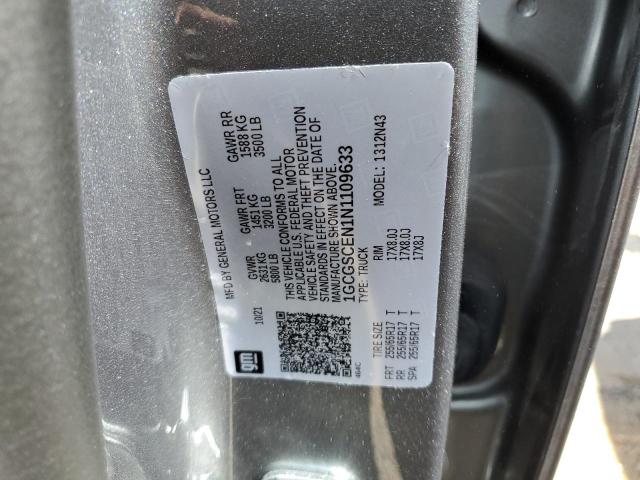 MFD BY GENERAL MOTORS LLC
10/21
GVWR GAWR FRT GAWR RR
2631 KG 1451 KG 1588 KG
5800 LB 3200 LB 3500 LB
THIS VEHICLE CONFORMS TO ALL
APPLICABLE U.S. FEDERAL MOTOR
VEHICLE SAFETY AND THEFT PREVENTION
STANDARDS IN EFFECT ON THE DATE OF
MANUFACTURE SHOWN ABOVE.
1GCGSCEN1N1109633
TYPE: TRUCK MODEL: 1312N43
gm
464C
TIRE SIZE RIM
FRT 255/65R17 T 17X8.0J
RR 255/65R17 T 17X8.0J
SPA 255/65R17 T 17X8J